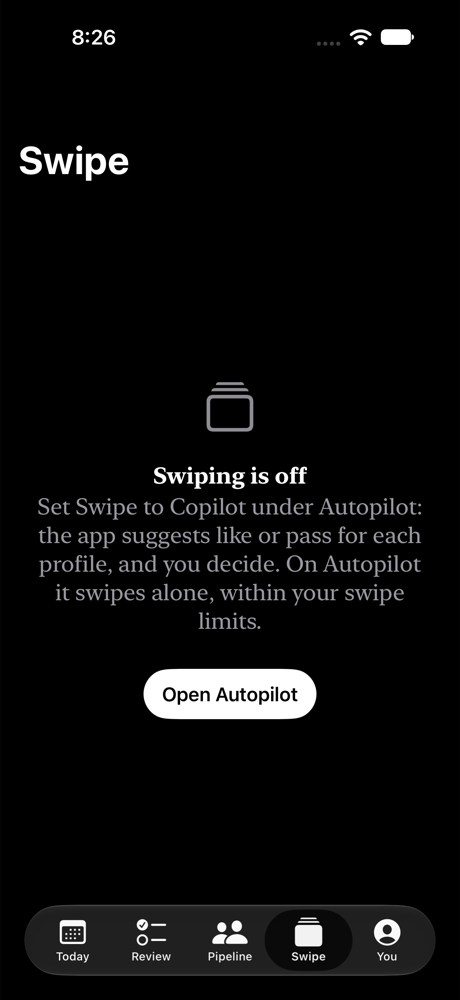 8:26
Swipe
Swiping is off
Set Swipe to Copilot under Autopilot:
the app suggests like or pass for each
profile, and you decide. On Autopilot
it swipes alone, within your swipe
limits.
Open Autopilot
Today
Review
Pipeline
Swipe
You